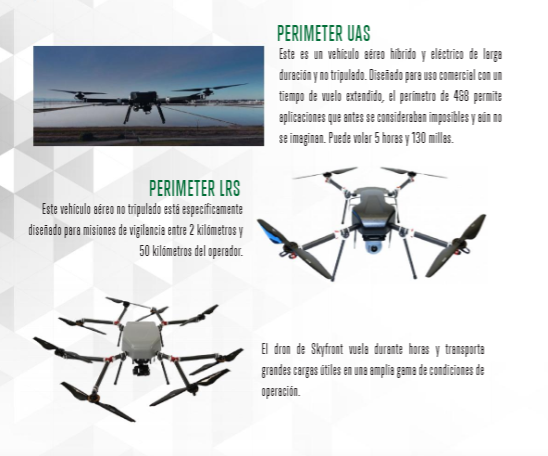 PERIMETER UAS
Este es un vehículo aéreo híbrido y eléctrico de larga
duración y no tripulado. Diseñado para uso comercial con un
tiempo de vuelo extendido, el perímetro de 4G8 permite
aplicaciones que antes se consideraban imposibles y aún no
se imaginan. Puede volar 5 horas y 130 millas.
PERIMETER LRS
Este vehículo aéreo no tripulado está específicamente
diseñado para misiones de vigilancia entre 2 kilómetros y
50 kilómetros del operador.
El dron de Skyfront vuela durante horas y transporta
grandes cargas útiles en una amplia gama de condiciones de
operación.